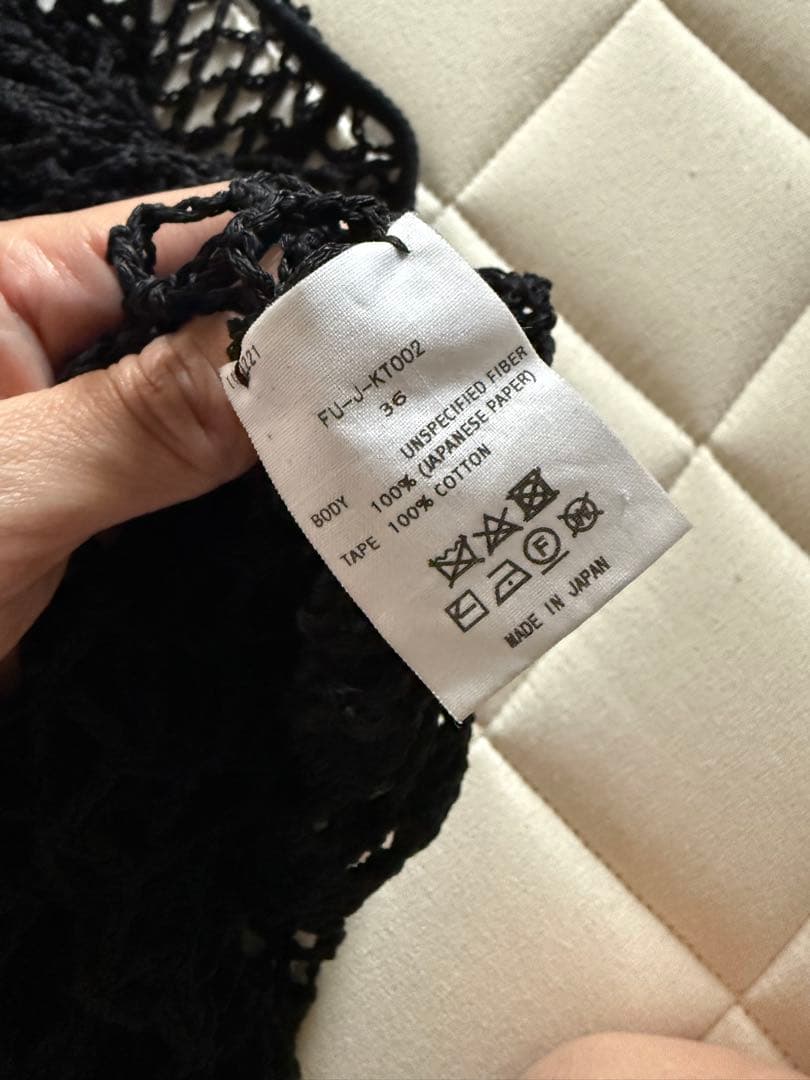 FU-J-KT002
36
UNSPECIFIED FIBER
BODY 100% (JAPANESE PAPER)
TAPE 100% COTTON
F
MADE IN JAPAN